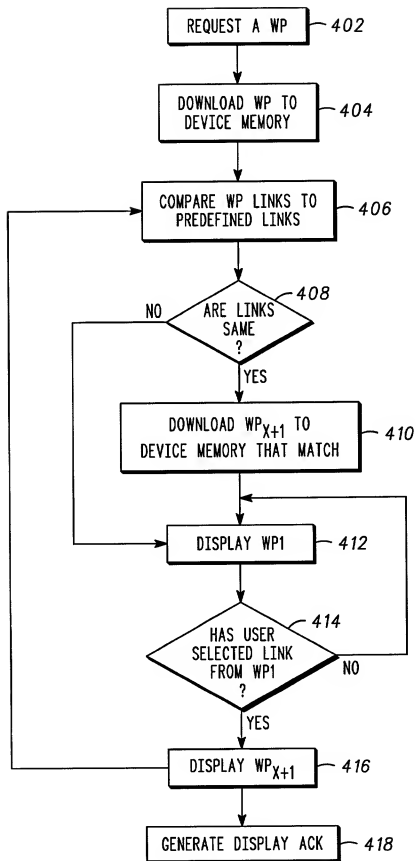 REQUEST A WP
402
DOWNLOAD WP TO
DEVICE MEMORY
404
COMPARE WP LINKS TO
PREDEFINED LINKS
406
408
ARE LINKS
SAME
?
NO
YES
DOWNLOAD WPX+1 TO
DEVICE MEMORY THAT MATCH
410
DISPLAY WP1
412
414
HAS USER
SELECTED LINK
FROM WP1
?
NO
YES
DISPLAY WPX+1
416
GENERATE DISPLAY ACK
418